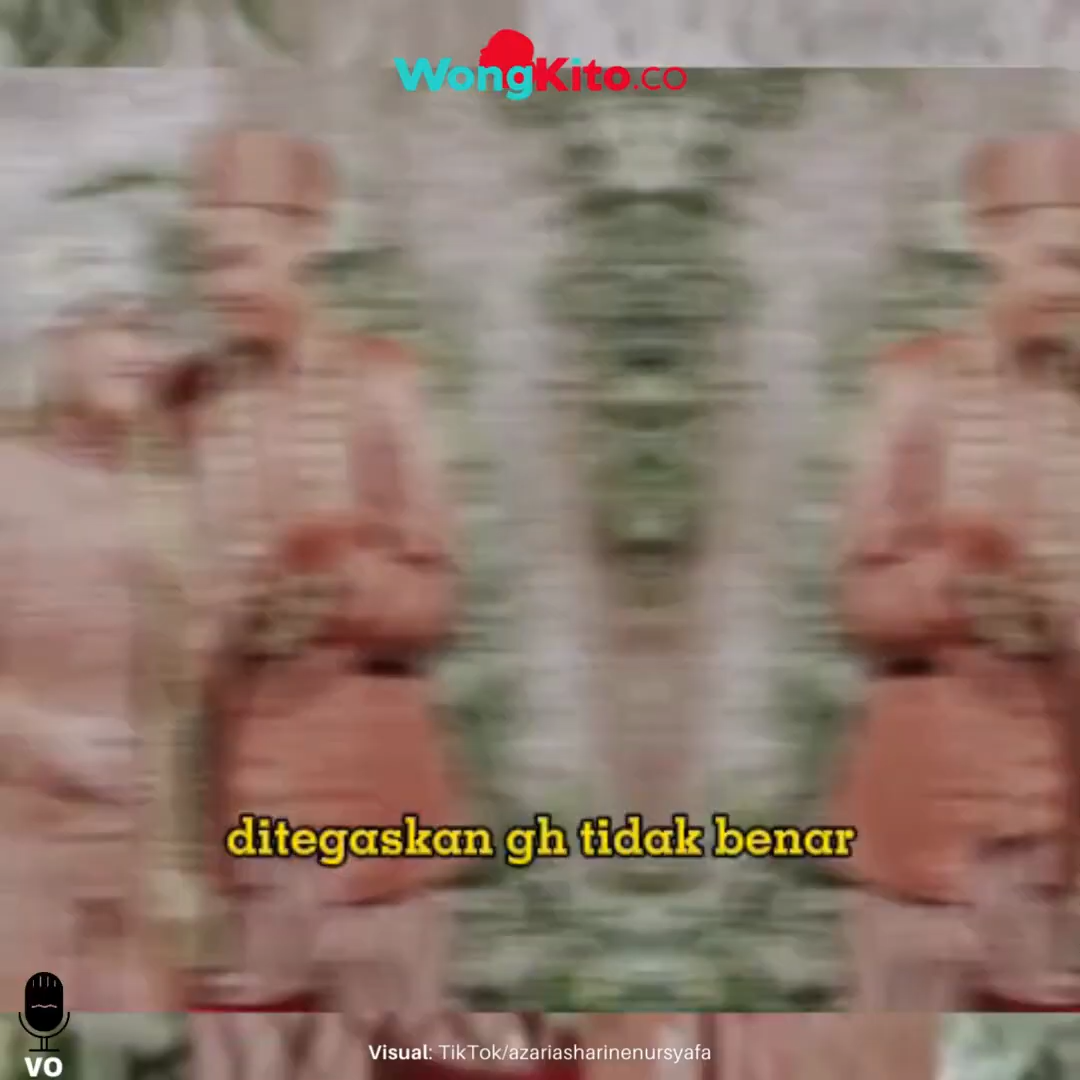 WongKito.co
ditegaskan gh tidak benar
Visual: TikTok/azariasharinenursyafa
VO